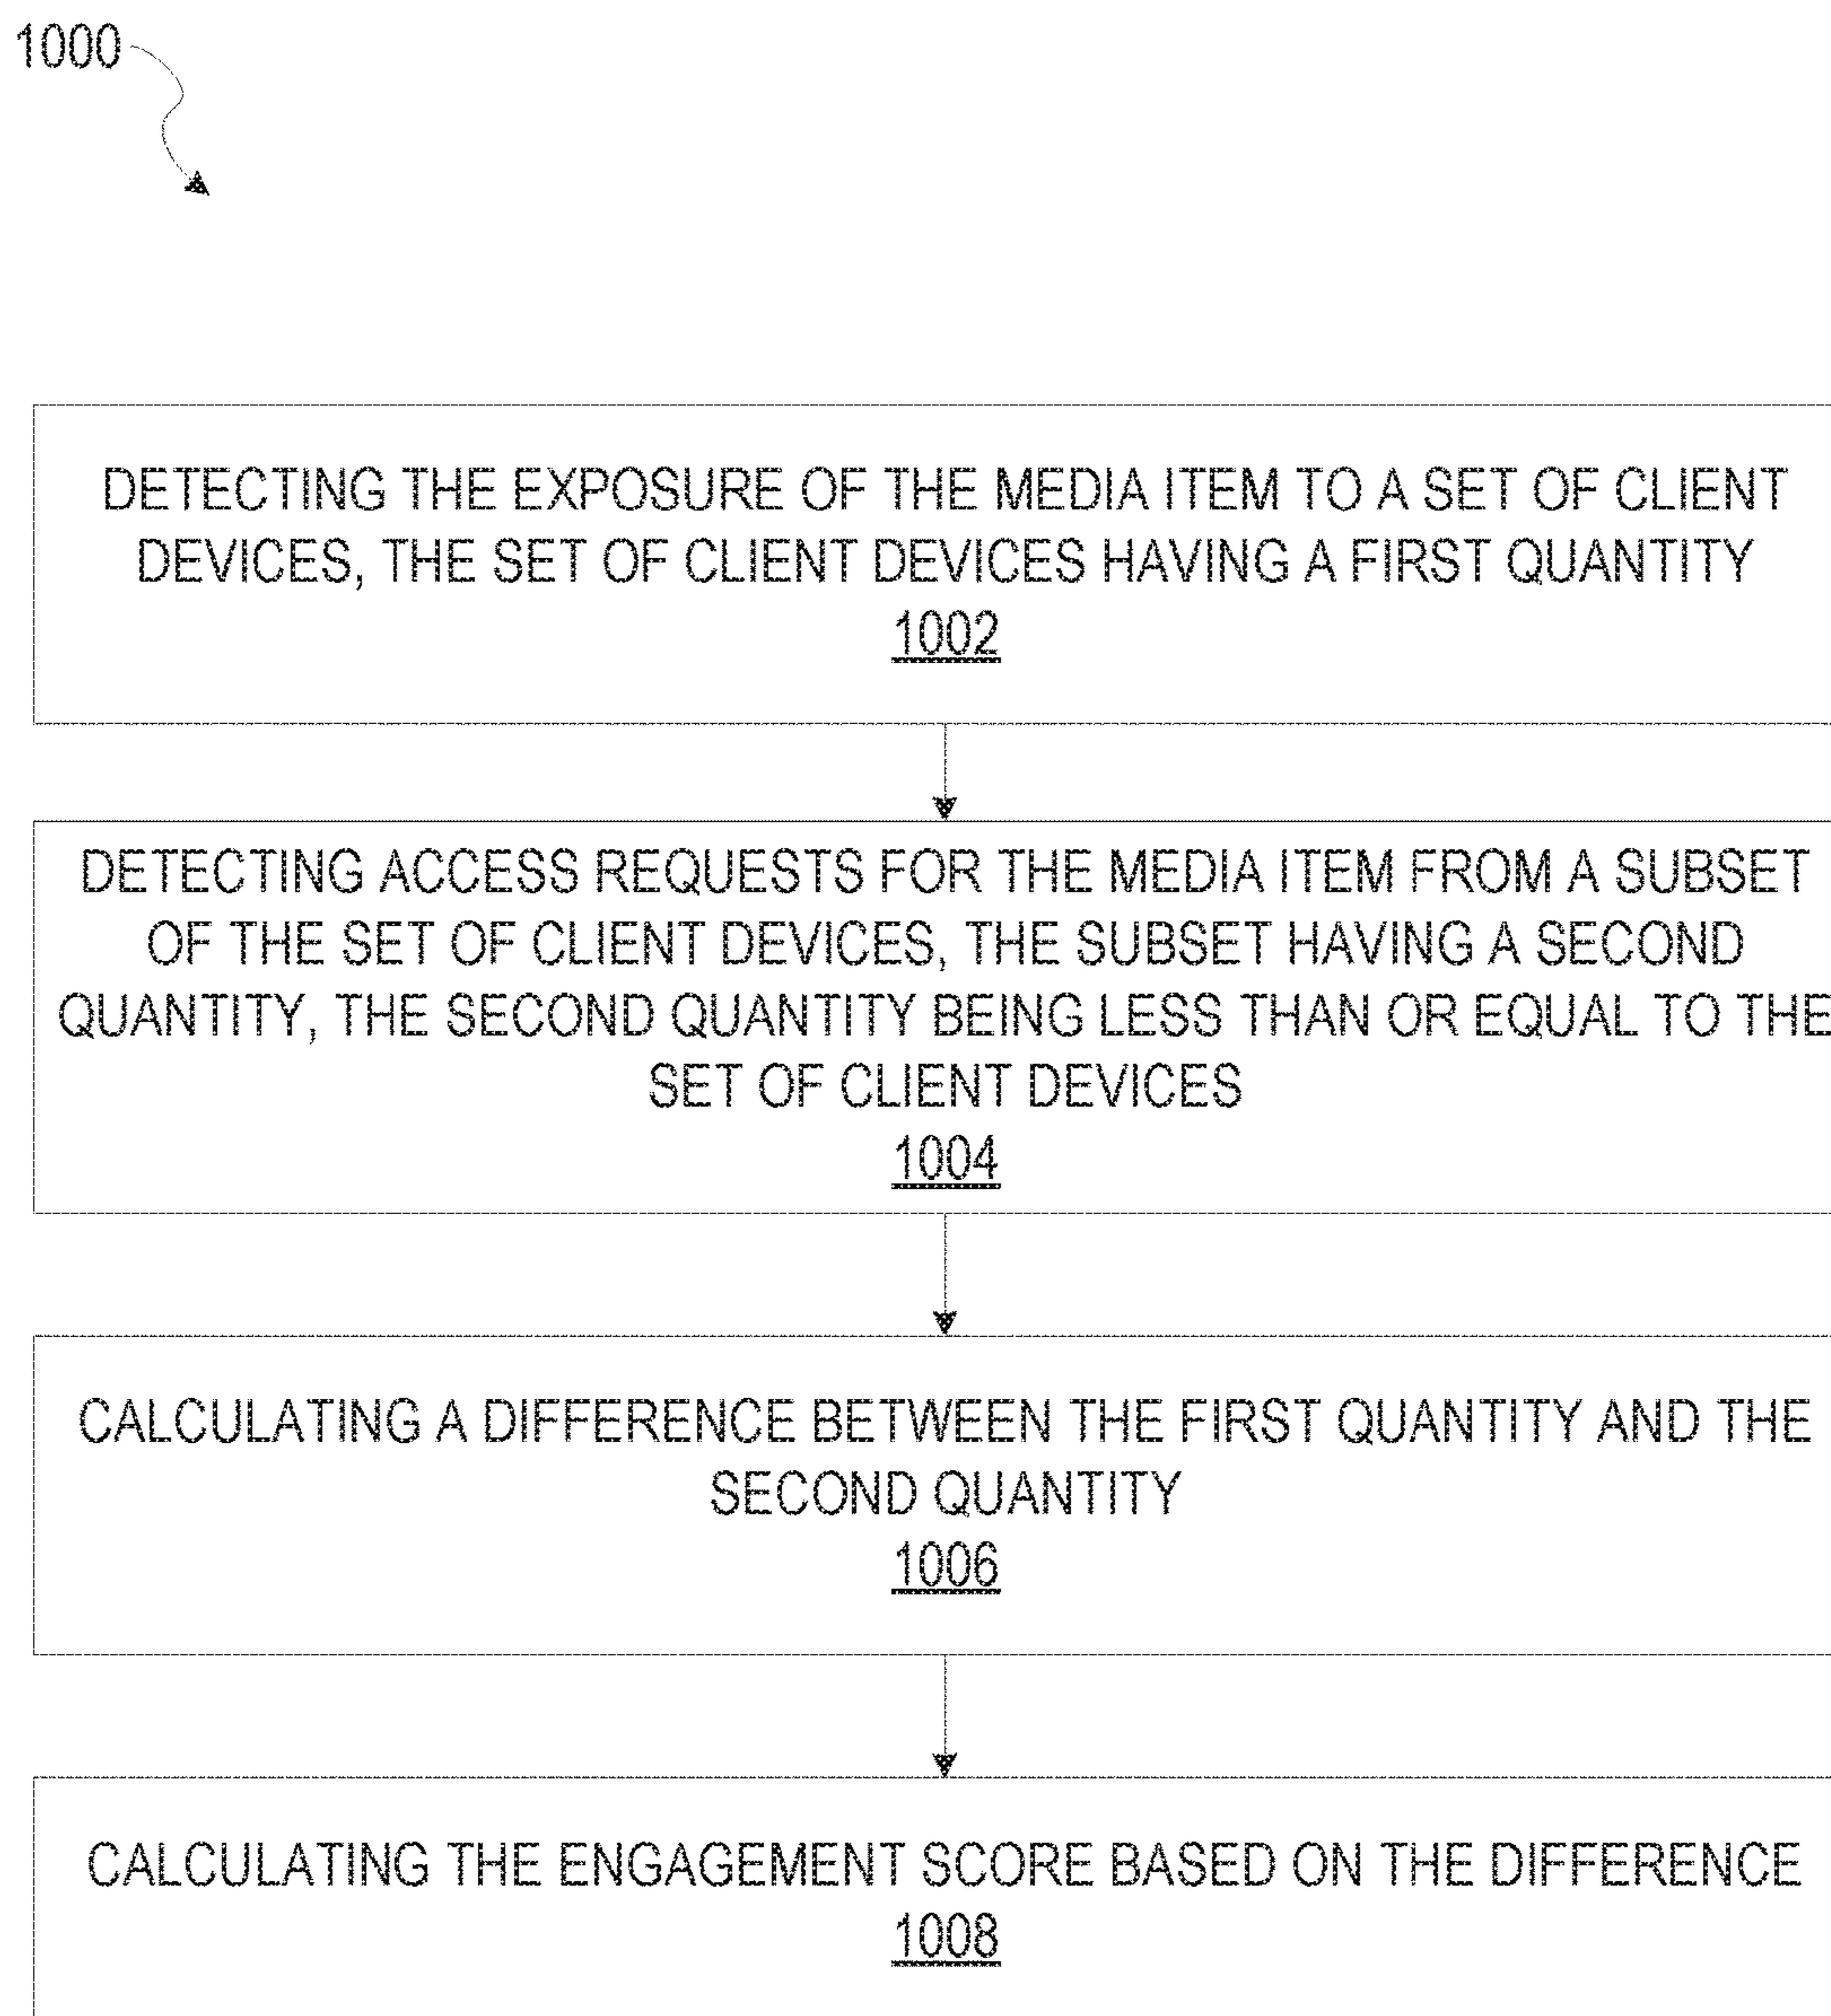 1000
DETECTING THE EXPOSURE OF THE MEDIA ITEM TO A SET OF CLIENT
DEVICES, THE SET OF CLIENT DEVICES HAVING A FIRST QUANTITY
1002
DETECTING ACCESS REQUESTS FOR THE MEDIA ITEM FROM A SUBSET
OF THE SET OF CLIENT DEVICES, THE SUBSET HAVING A SECOND
QUANTITY, THE SECOND QUANTITY BEING LESS THAN OR EQUAL TO THE
SET OF CLIENT DEVICES
1004
CALCULATING A DIFFERENCE BETWEEN THE FIRST QUANTITY AND THE
SECOND QUANTITY
1006
CALCULATING THE ENGAGEMENT SCORE BASED ON THE DIFFERENCE
1008